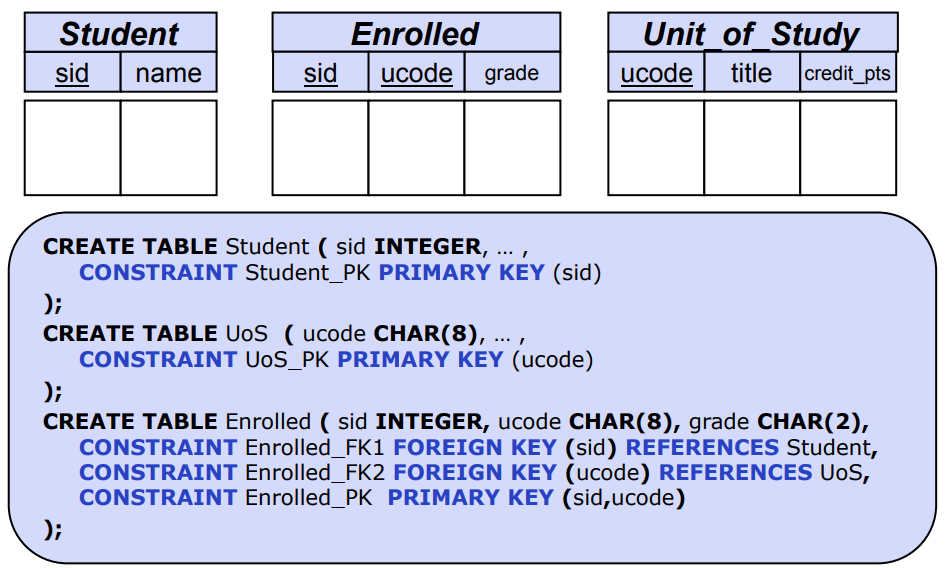 Student
sid name
Enrolled
sid ucode grade
Unit_of_Study
ucode title credit_pts
CREATE TABLE Student ( sid INTEGER, … ,
CONSTRAINT Student_PK PRIMARY KEY (sid)
);
CREATE TABLE UoS ( ucode CHAR(8), … ,
CONSTRAINT UoS_PK PRIMARY KEY (ucode)
);
CREATE TABLE Enrolled ( sid INTEGER, ucode CHAR(8), grade CHAR(2),
CONSTRAINT Enrolled_FK1 FOREIGN KEY (sid) REFERENCES Student,
CONSTRAINT Enrolled_FK2 FOREIGN KEY (ucode) REFERENCES UoS,
CONSTRAINT Enrolled_PK PRIMARY KEY (sid,ucode)
);